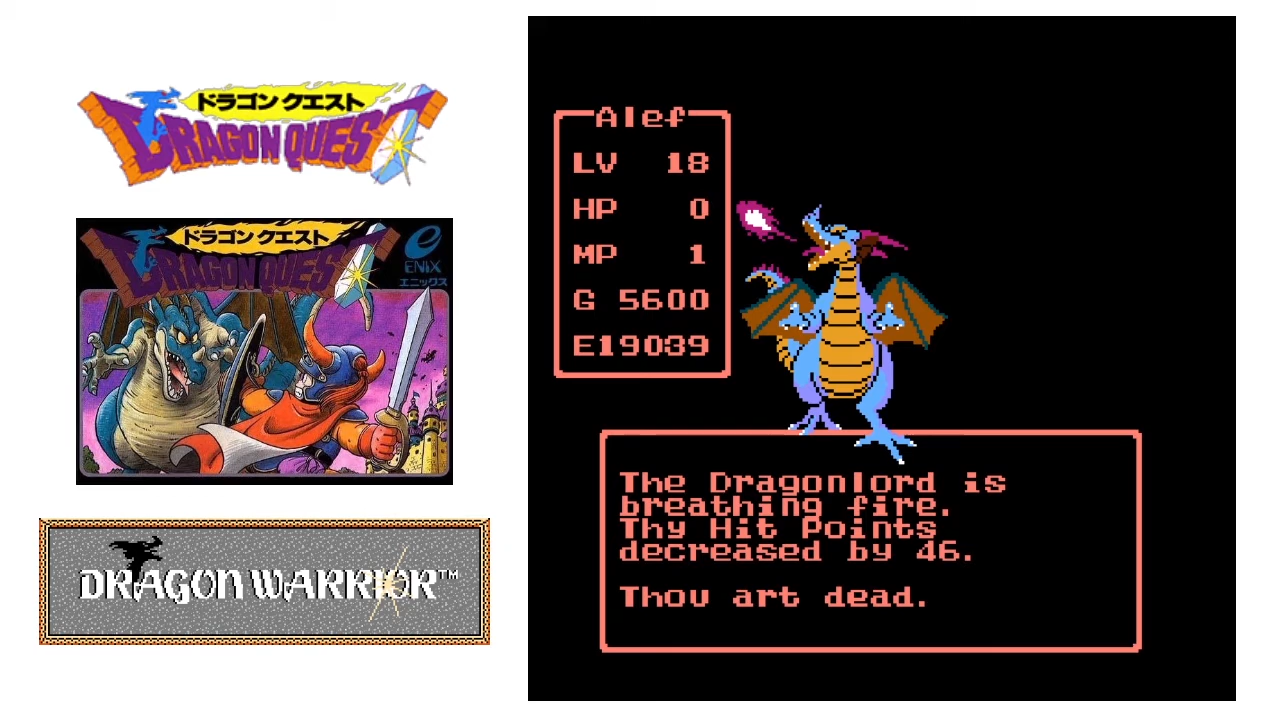 ドラゴンクエスト
DRAGON QUEST
ドラゴンクエスト
DRAGON QUEST
ENIX
エニックス
DRAGON WARRIOR™
Alef
LV 18
HP 0
MP 1
G 5600
E19039
The Dragonlord is
breathing fire.
Thy Hit Points
decreased by 46.
Thou art dead.